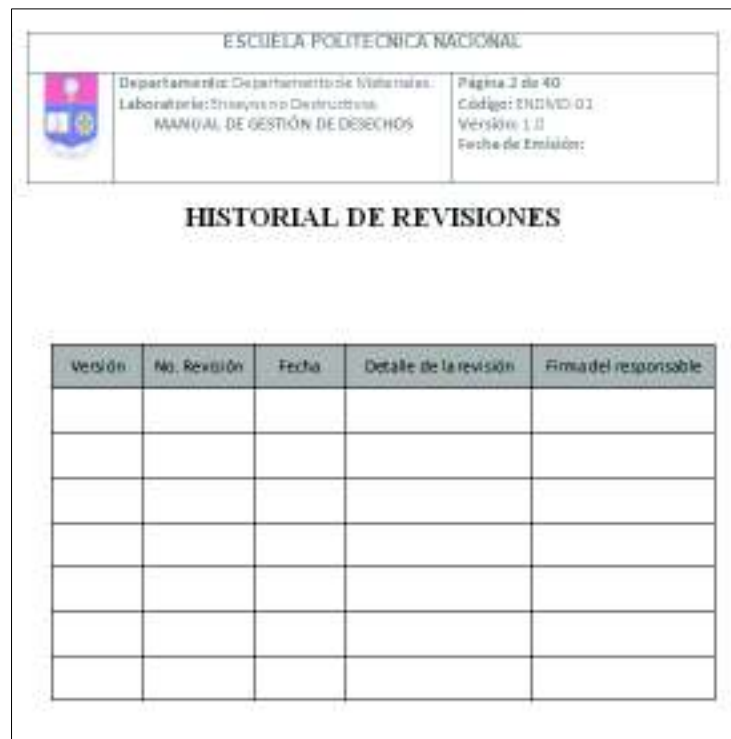 ESCUELA POLITECNICA NACIONAL
Departamento: Departamento de Materiales
Laboratorio: Ensayos no Destructivos
MANUAL DE GESTIÓN DE DESECHOS
Página 2 de 40
Código: ENDMD-01
Versión: 1.0
Fecha de Emisión:
HISTORIAL DE REVISIONES
Versión No. Revisión Fecha Detalle de la revisión Firma del responsable